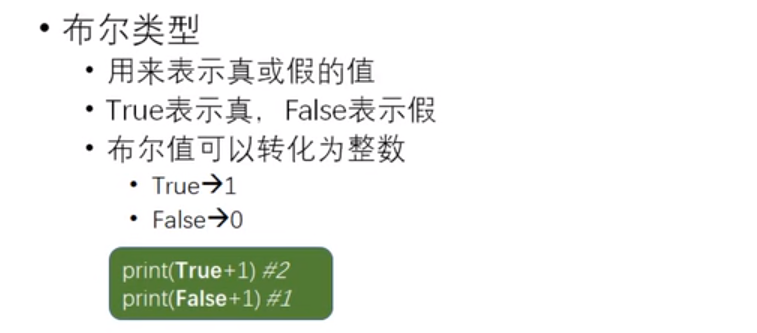 • 布尔类型
• 用来表示真或假的值
• True表示真，False表示假
• 布尔值可以转化为整数
• True→1
• False→0
print(True+1) #2
print(False+1) #1